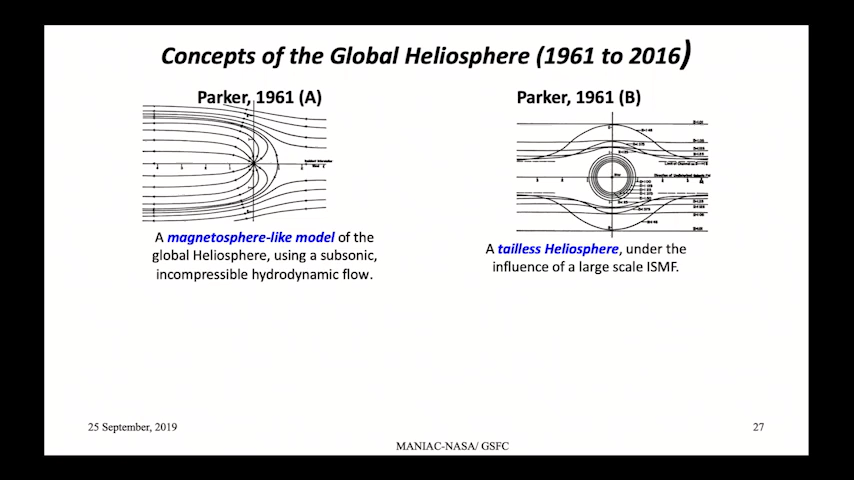 Concepts of the Global Heliosphere (1961 to 2016)
Parker, 1961 (A)
A magnetosphere-like model of the
global Heliosphere, using a subsonic,
incompressible hydrodynamic flow.
Parker, 1961 (B)
A tailless Heliosphere, under the
influence of a large scale ISMF.
25 September, 2019
27
MANIAC-NASA/ GSFC